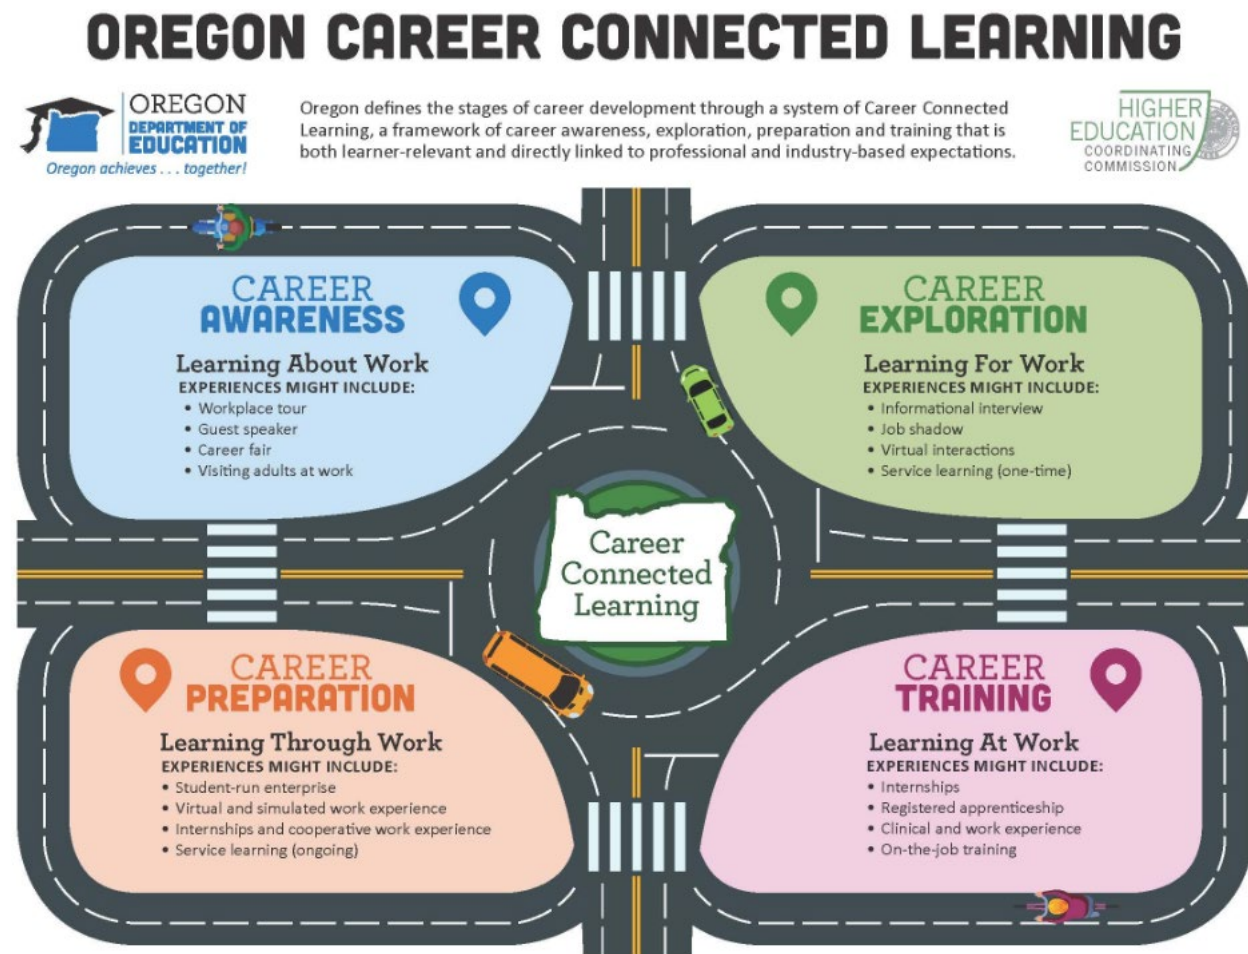 OREGON CAREER CONNECTED LEARNING
OREGON
DEPARTMENT OF
EDUCATION
Oregon achieves . . . together!
Oregon defines the stages of career development through a system of Career Connected
Learning, a framework of career awareness, exploration, preparation and training that is
both learner-relevant and directly linked to professional and industry-based expectations.
HIGHER
EDUCATION
COORDINATING
COMMISSION
CAREER
AWARENESS
Learning About Work
EXPERIENCES MIGHT INCLUDE:
• Workplace tour
• Guest speaker
• Career fair
• Visiting adults at work
CAREER
EXPLORATION
Learning For Work
EXPERIENCES MIGHT INCLUDE:
• Informational interview
• Job shadow
• Virtual interactions
• Service learning (one-time)
Career
Connected
Learning
CAREER
PREPARATION
Learning Through Work
EXPERIENCES MIGHT INCLUDE:
• Student-run enterprise
• Virtual and simulated work experience
• Internships and cooperative work experience
• Service learning (ongoing)
CAREER
TRAINING
Learning At Work
EXPERIENCES MIGHT INCLUDE:
• Internships
• Registered apprenticeship
• Clinical and work experience
• On-the-job training